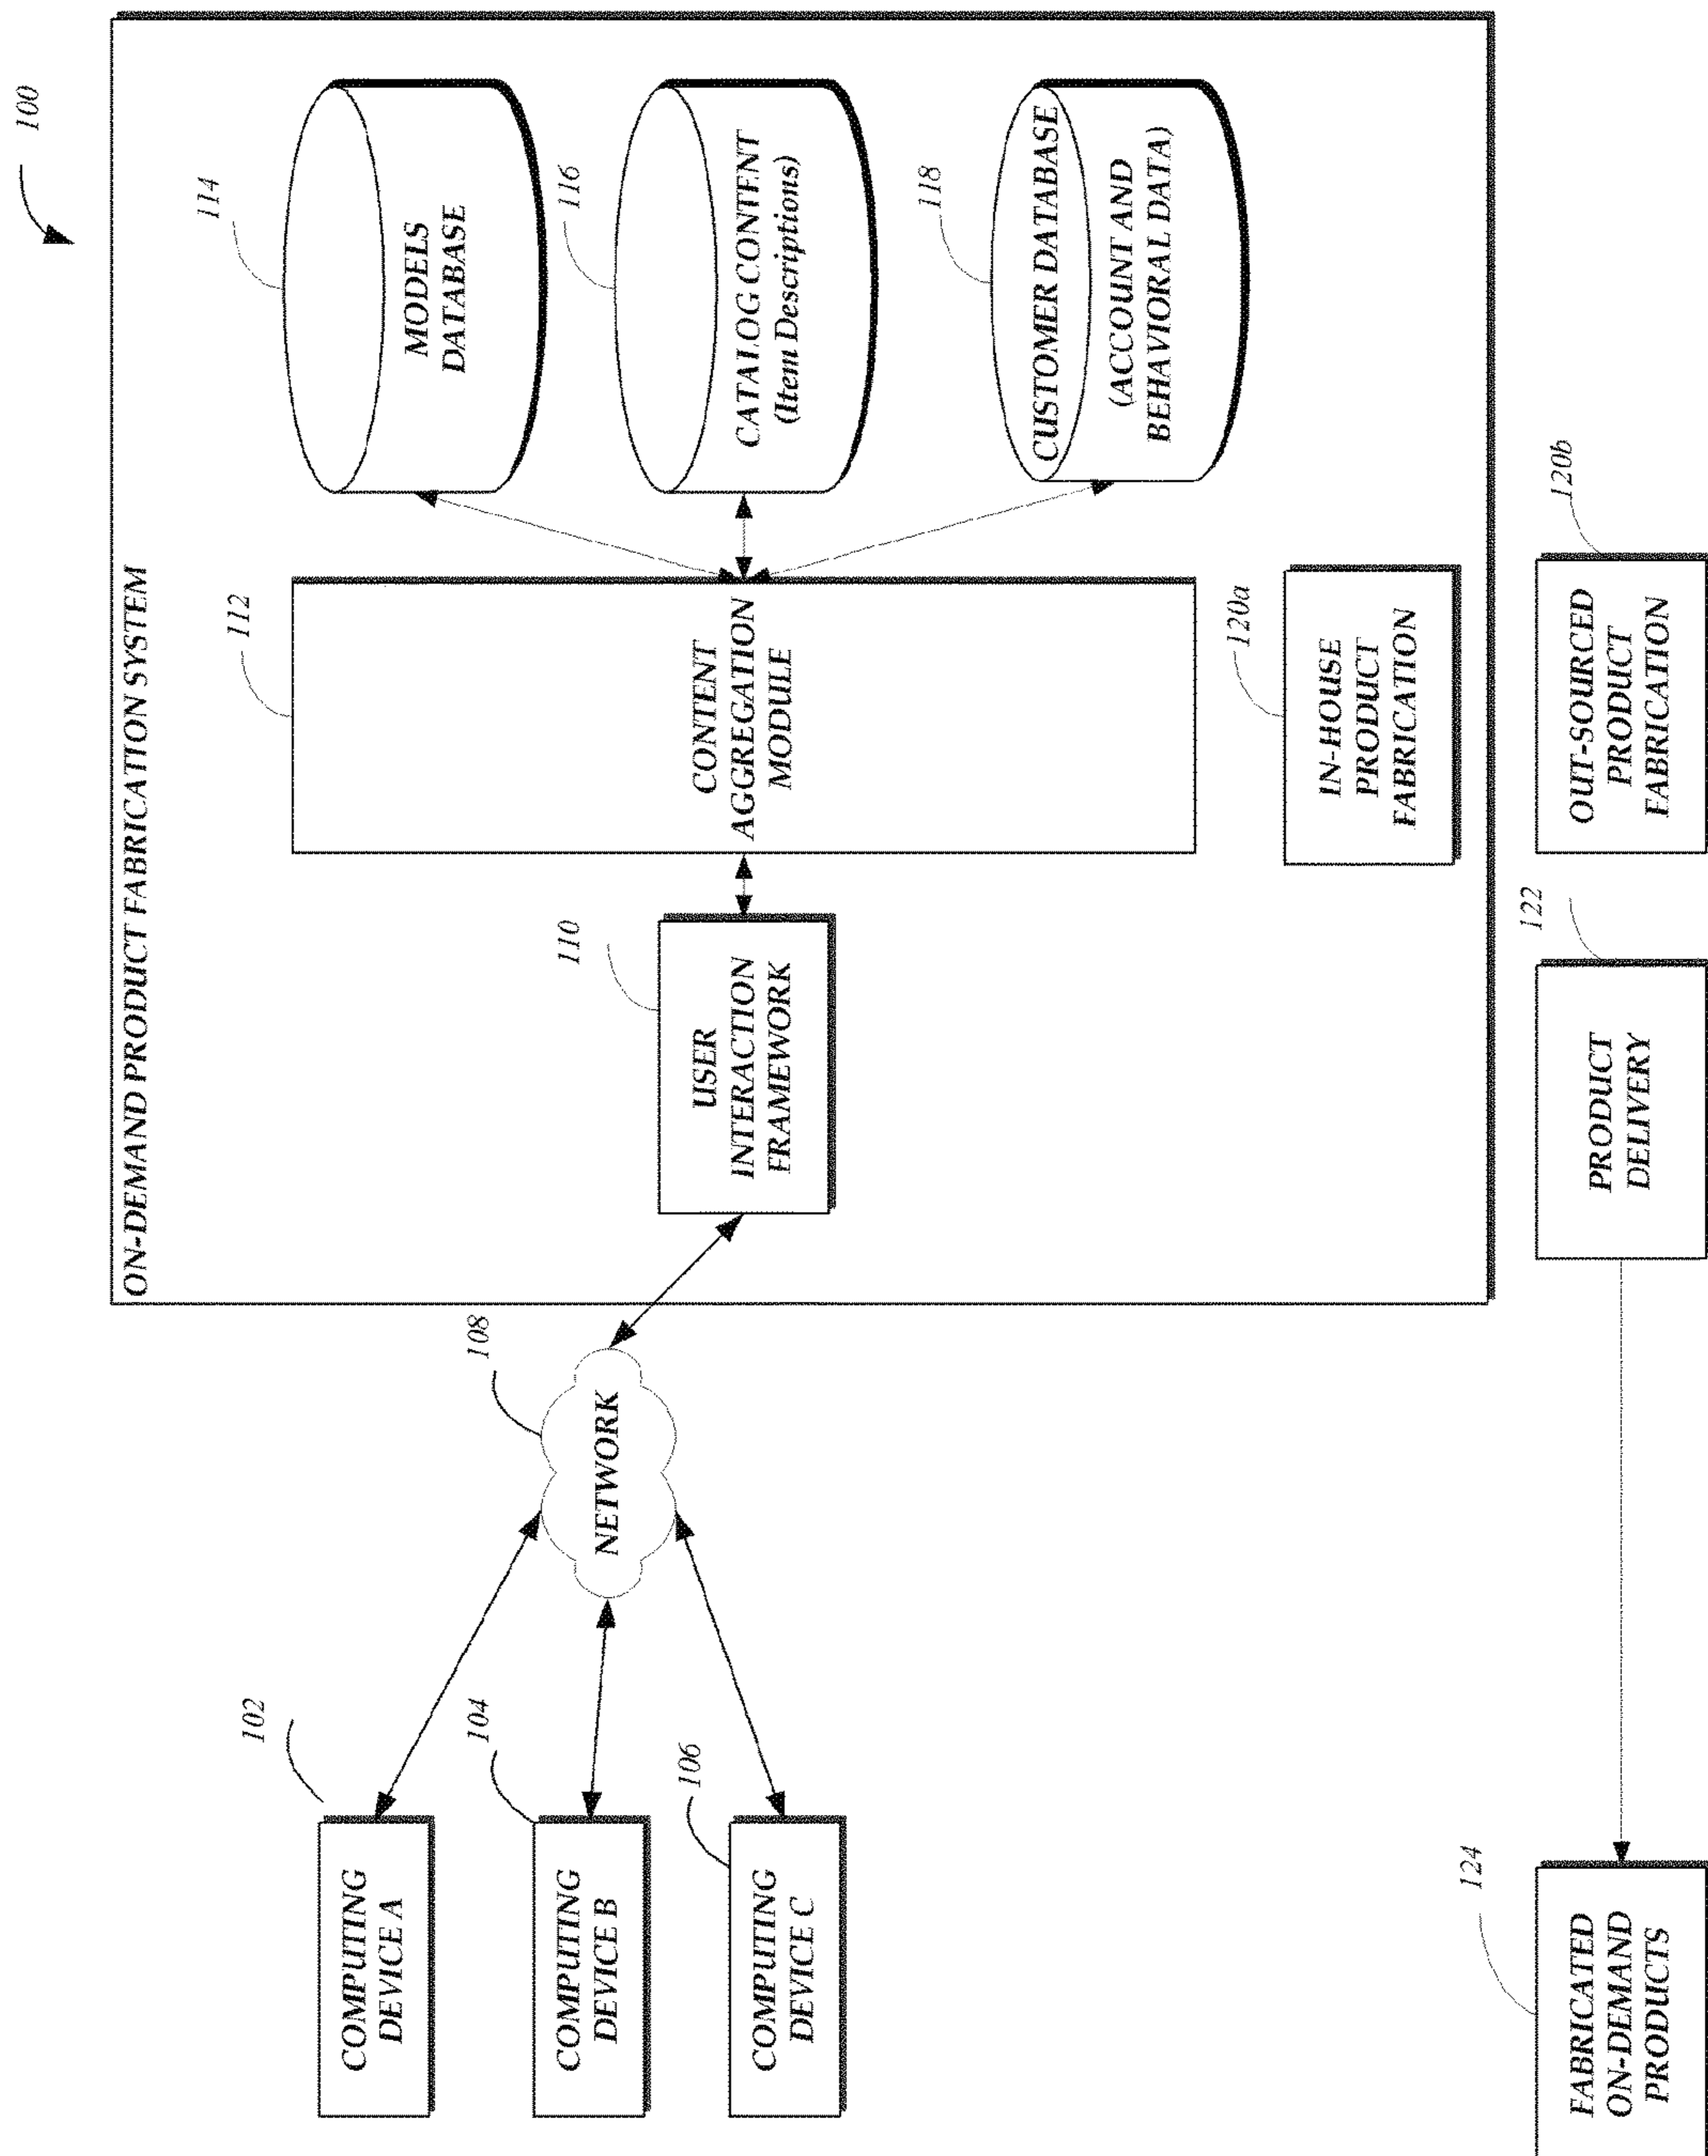 100
ON-DEMAND PRODUCT FABRICATION SYSTEM
102
COMPUTING
DEVICE A
104
COMPUTING
DEVICE B
106
COMPUTING
DEVICE C
108
NETWORK
110
USER
INTERACTION
FRAMEWORK
112
CONTENT
AGGREGATION
MODULE
114
MODELS
DATABASE
116
CATALOG CONTENT
(Item Descriptions)
118
CUSTOMER DATABASE
(ACCOUNT AND
BEHAVIORAL DATA)
120a
IN-HOUSE
PRODUCT
FABRICATION
120b
OUT-SOURCED
PRODUCT
FABRICATION
122
PRODUCT
DELIVERY
124
FABRICATED
ON-DEMAND
PRODUCTS